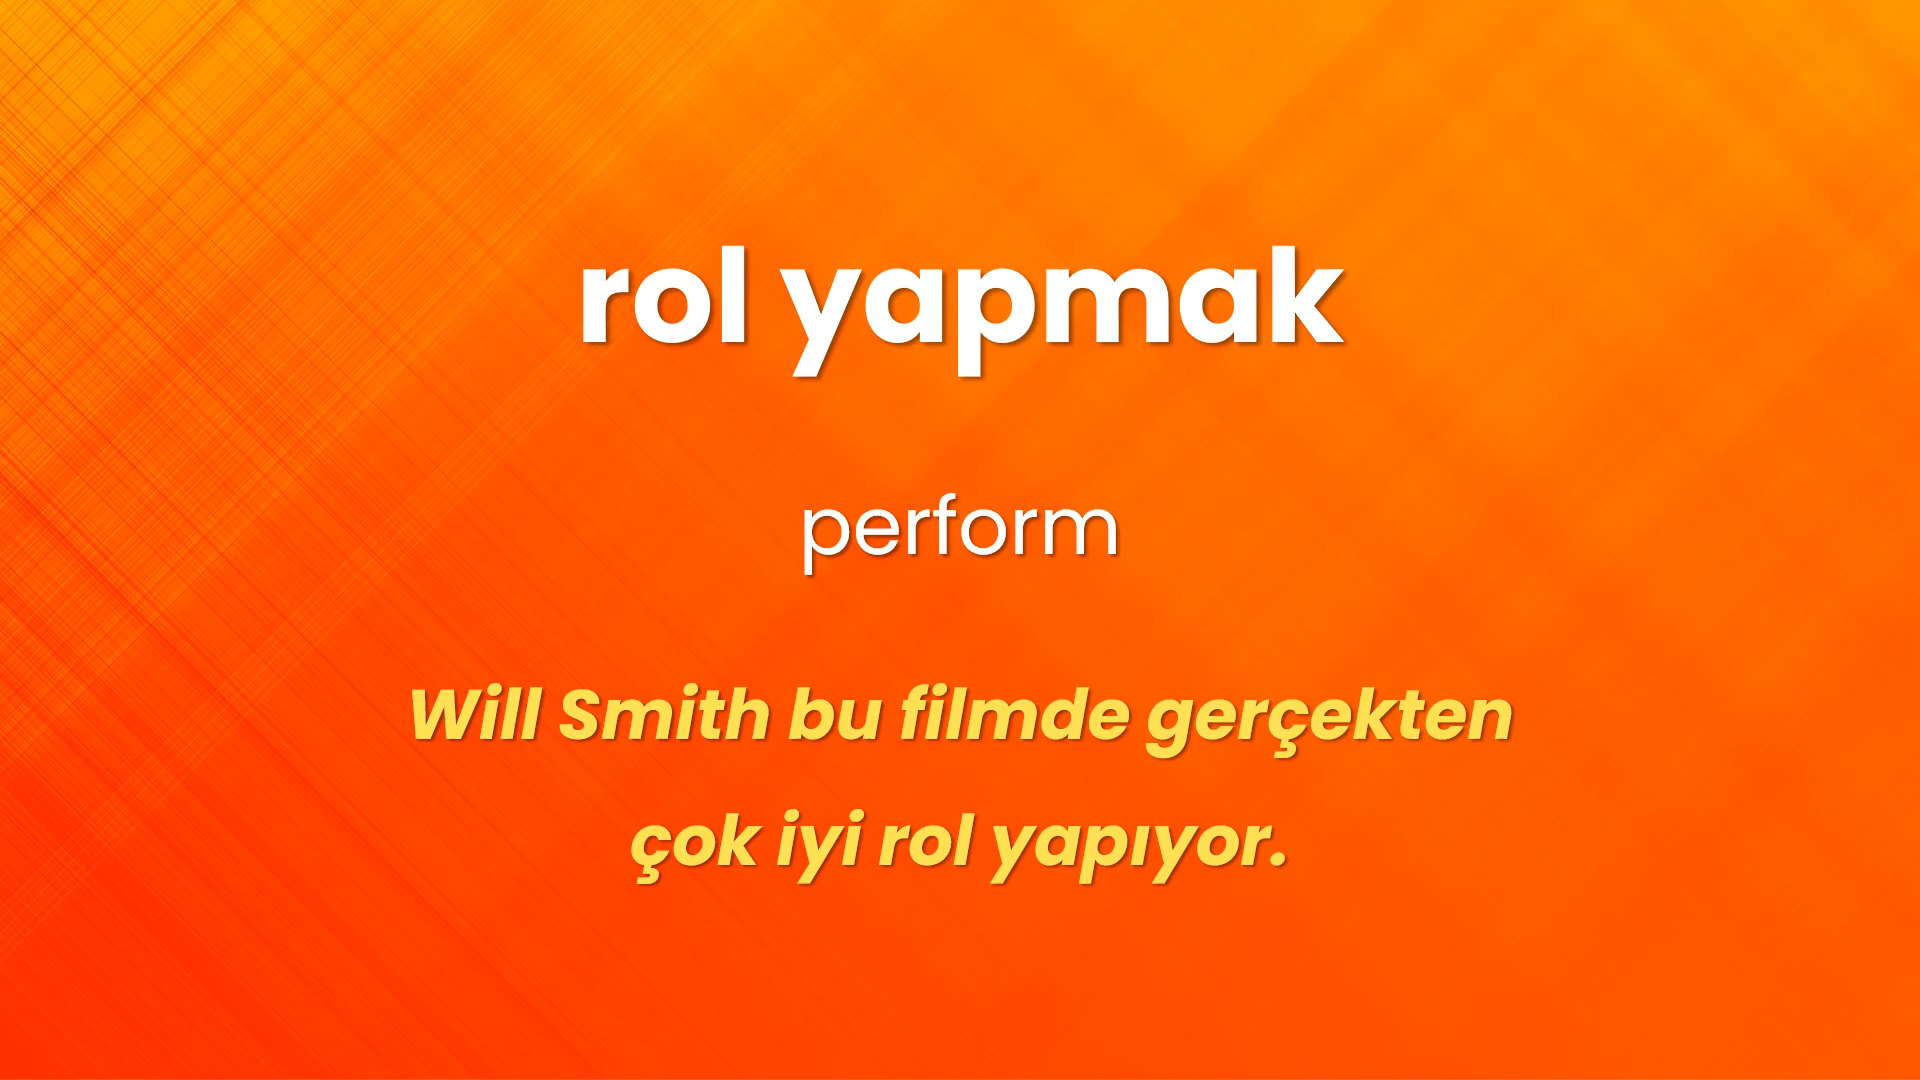 rol yapmak
perform
Will Smith bu filmde gerçekten
çok iyi rol yapıyor.